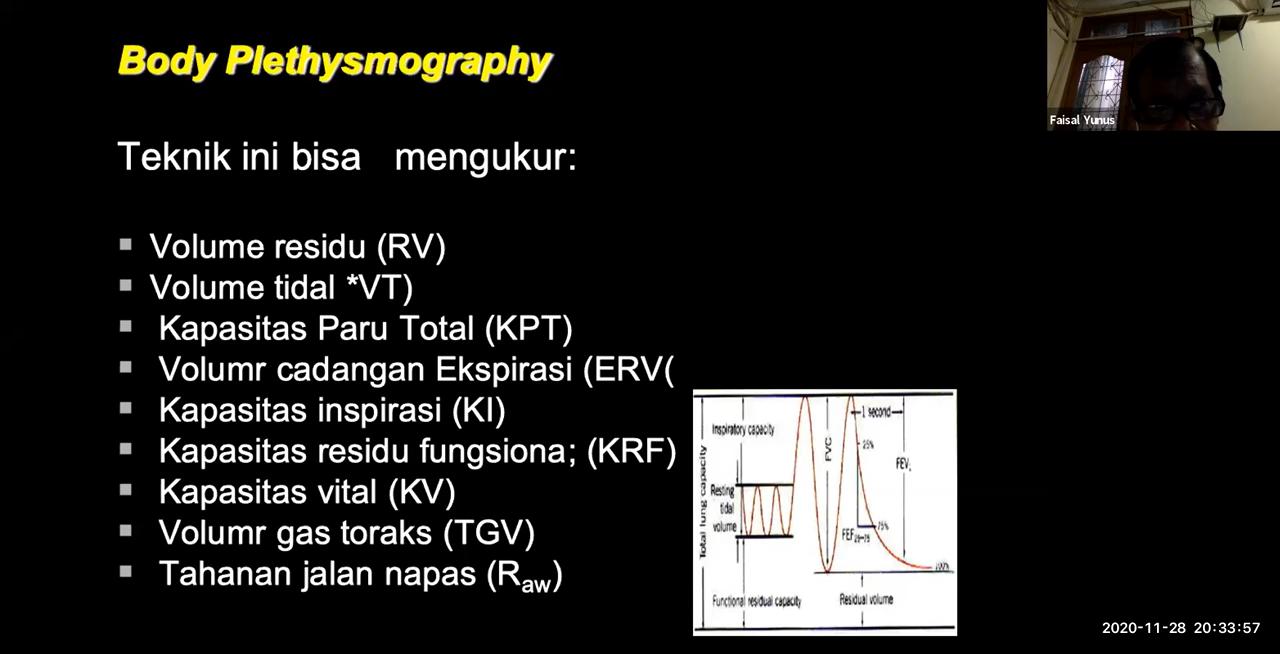 Body Plethysmography
Faisal Yunus
Teknik ini bisa mengukur:
▪ Volume residu (RV)
▪ Volume tidal *VT)
▪ Kapasitas Paru Total (KPT)
▪ Volumr cadangan Ekspirasi (ERV(
▪ Kapasitas inspirasi (KI)
▪ Kapasitas residu fungsiona; (KRF)
▪ Kapasitas vital (KV)
▪ Volumr gas toraks (TGV)
▪ Tahanan jalan napas (Raw)
Total lung capacity
Inspiratory capacity
Resting
tidal
volume
Functional residual capacity
FVC
1 second
25%
FEV1
75%
FEF25-75
100%
Residual volume
2020-11-28 20:33:57